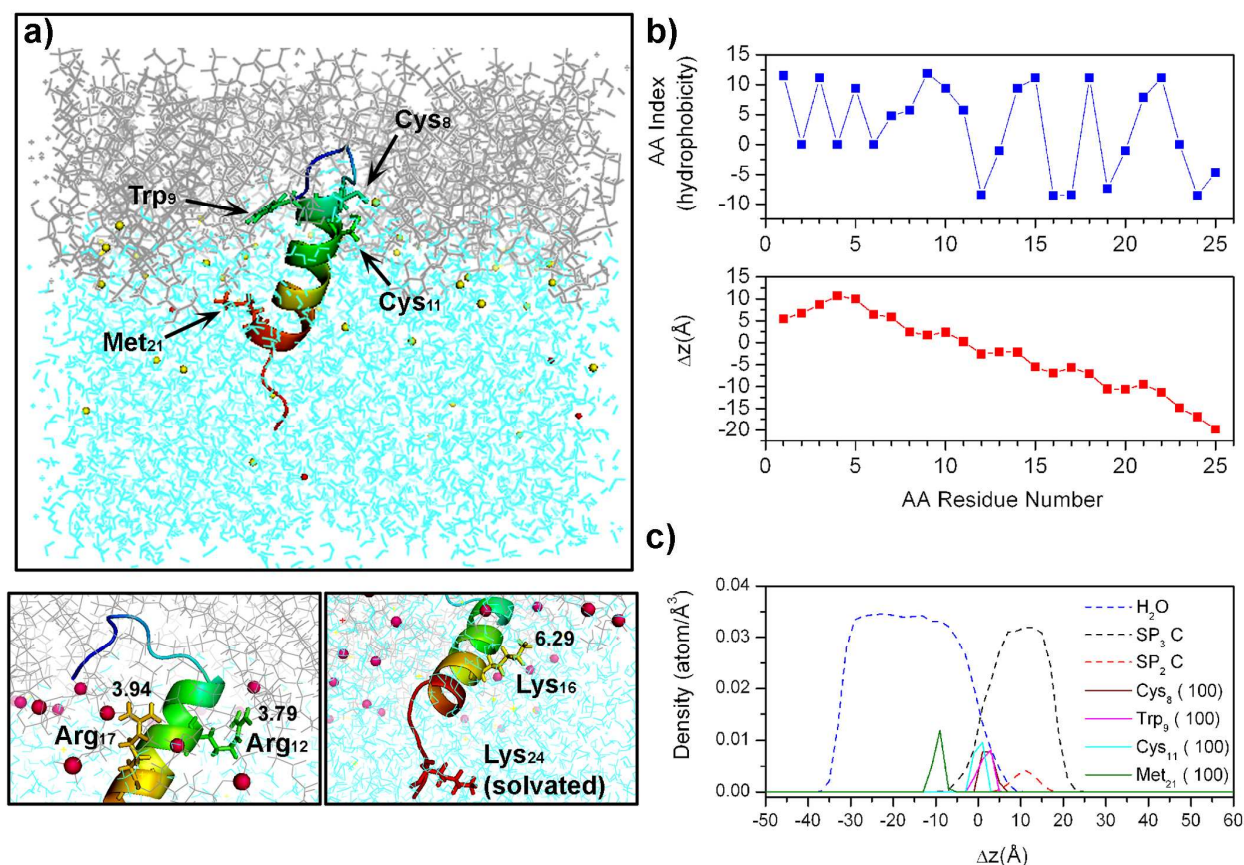 a)
Cys8
Trp9
Cys11
Met21
3.94
3.79
Arg17
Arg12
6.29
Lys16
Lys24
(solvated)
b)
AA Index
(hydrophobicity)
15
10
5
0
-5
-10
0 5 10 15 20 25
Δz(Å)
15
10
5
0
-5
-10
-15
-20
0 5 10 15 20 25
AA Residue Number
c)
Density (atom/Å3)
0.04
0.03
0.02
0.01
0.00
H2O
SP3 C
SP2 C
Cys8 ( 100)
Trp9 ( 100)
Cys11 ( 100)
Met21 ( 100)
-50 -40 -30 -20 -10 0 10 20 30 40 50 60
Δz(Å)